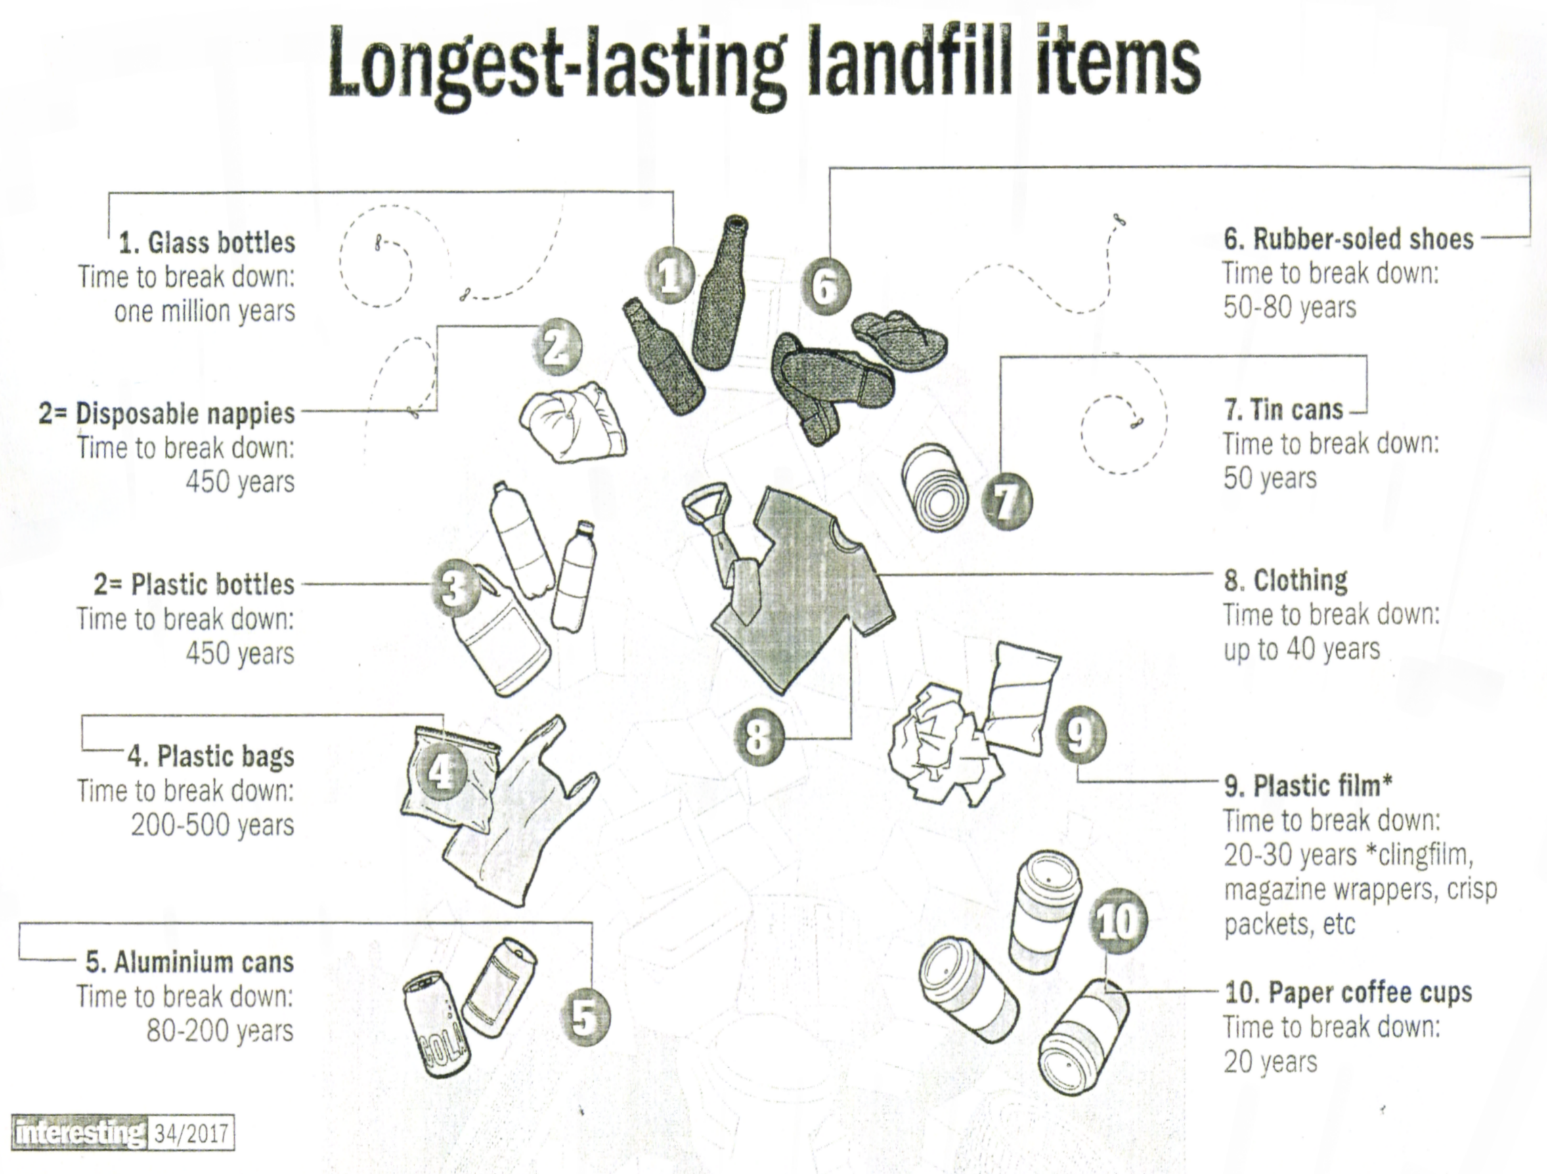 Longest-lasting landfill items
1. Glass bottles
Time to break down:
one million years
2= Disposable nappies
Time to break down:
450 years
2= Plastic bottles
Time to break down:
450 years
4. Plastic bags
Time to break down:
200-500 years
5. Aluminium cans
Time to break down:
80-200 years
6. Rubber-soled shoes
Time to break down:
50-80 years
7. Tin cans
Time to break down:
50 years
8. Clothing
Time to break down:
up to 40 years
9. Plastic film*
Time to break down:
20-30 years *clingfilm,
magazine wrappers, crisp
packets, etc
10. Paper coffee cups
Time to break down:
20 years
1
2
3
4
5
6
7
8
9
10
COLA
interesting 34/2017